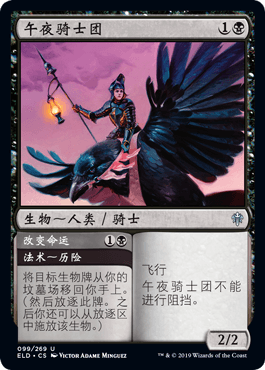 午夜骑士团 1
生物～人类 / 骑士
改变命运 1
法术～历险
将目标生物牌从你的
坟墓场移回你手上。
(然后放逐此牌。之
后你还可以从放逐区
中施放该生物。)
飞行
午夜骑士团不能
进行阻挡。
2/2
099/269 U
ELD • CS VICTOR ADAME MINGUEZ
™ & © 2019 Wizards of the Coast